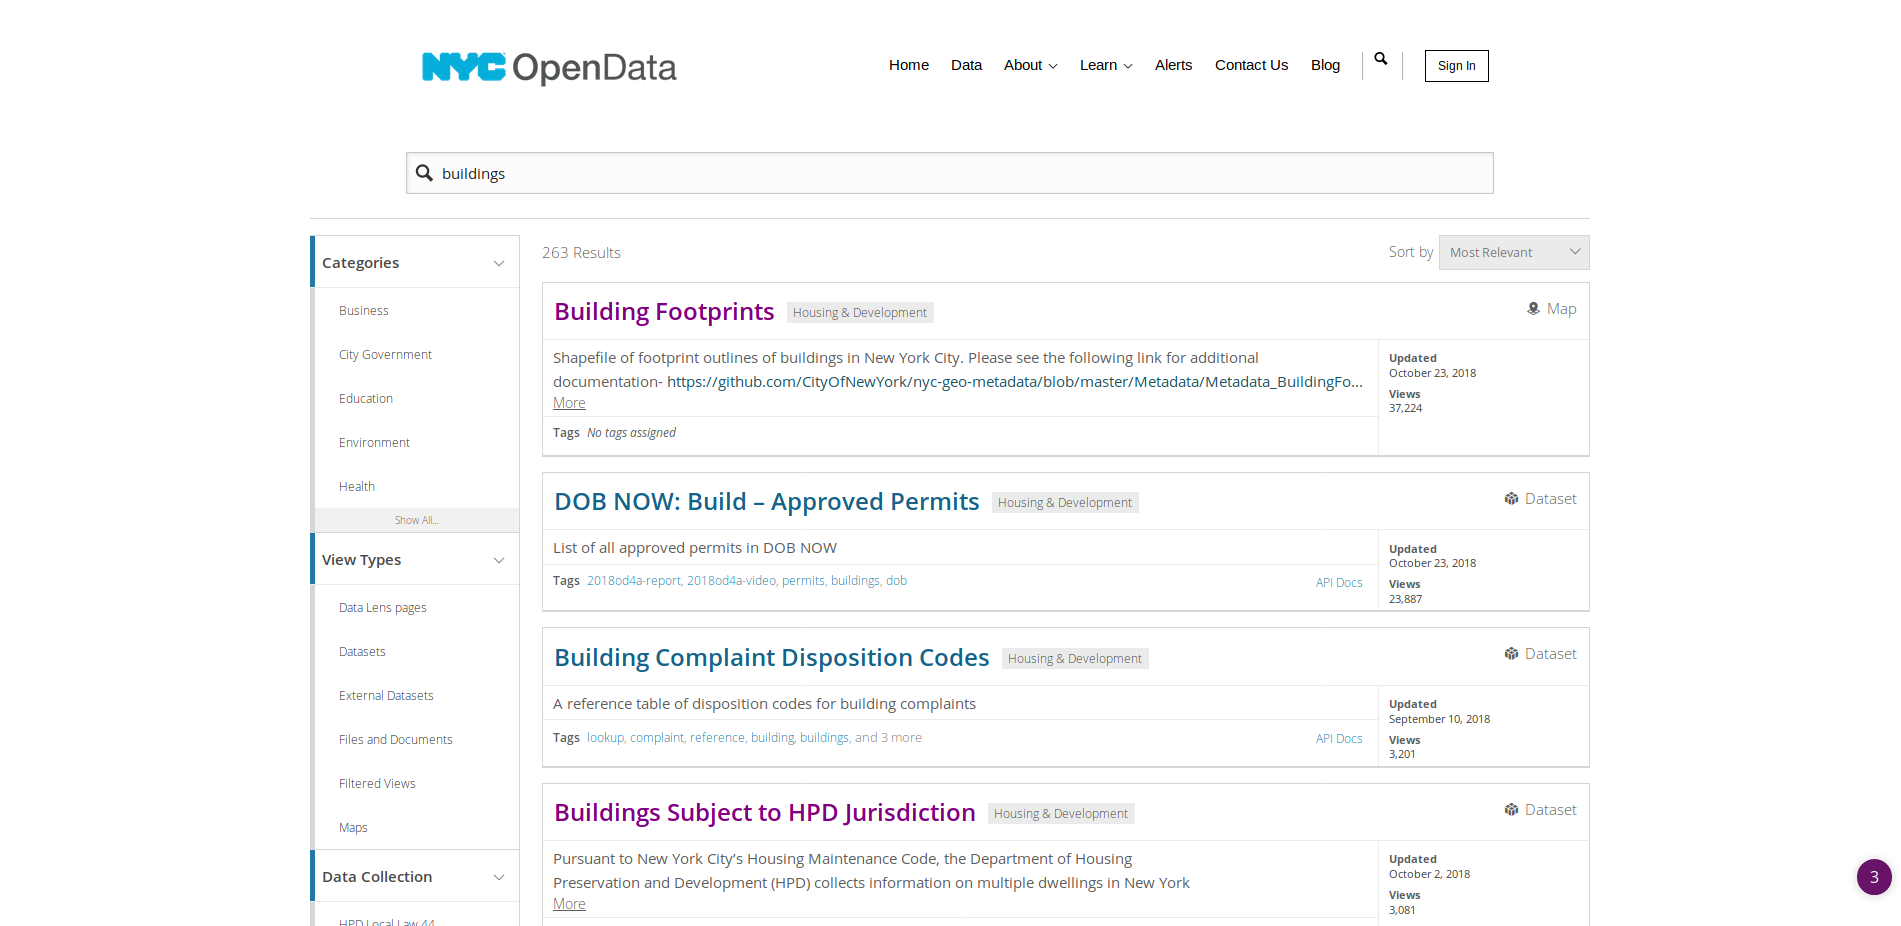 NYC OpenData
Home Data About Learn Alerts Contact Us Blog Sign In
buildings
263 Results
Sort by Most Relevant
Categories
Business
City Government
Education
Environment
Health
Show All...
View Types
Data Lens pages
Datasets
External Datasets
Files and Documents
Filtered Views
Maps
Data Collection
HPD Local Law 44
Building Footprints Housing & Development Map
Shapefile of footprint outlines of buildings in New York City. Please see the following link for additional
documentation- https://github.com/CityOfNewYork/nyc-geo-metadata/blob/master/Metadata/Metadata_BuildingFo...
More
Tags No tags assigned
Updated
October 23, 2018
Views
37,224
DOB NOW: Build – Approved Permits Housing & Development Dataset
List of all approved permits in DOB NOW
Tags 2018od4a-report, 2018od4a-video, permits, buildings, dob
API Docs
Updated
October 23, 2018
Views
23,887
Building Complaint Disposition Codes Housing & Development Dataset
A reference table of disposition codes for building complaints
Tags lookup, complaint, reference, building, buildings, and 3 more
API Docs
Updated
September 10, 2018
Views
3,201
Buildings Subject to HPD Jurisdiction Housing & Development Dataset
Pursuant to New York City’s Housing Maintenance Code, the Department of Housing
Preservation and Development (HPD) collects information on multiple dwellings in New York
More
Updated
October 2, 2018
Views
3,081
3